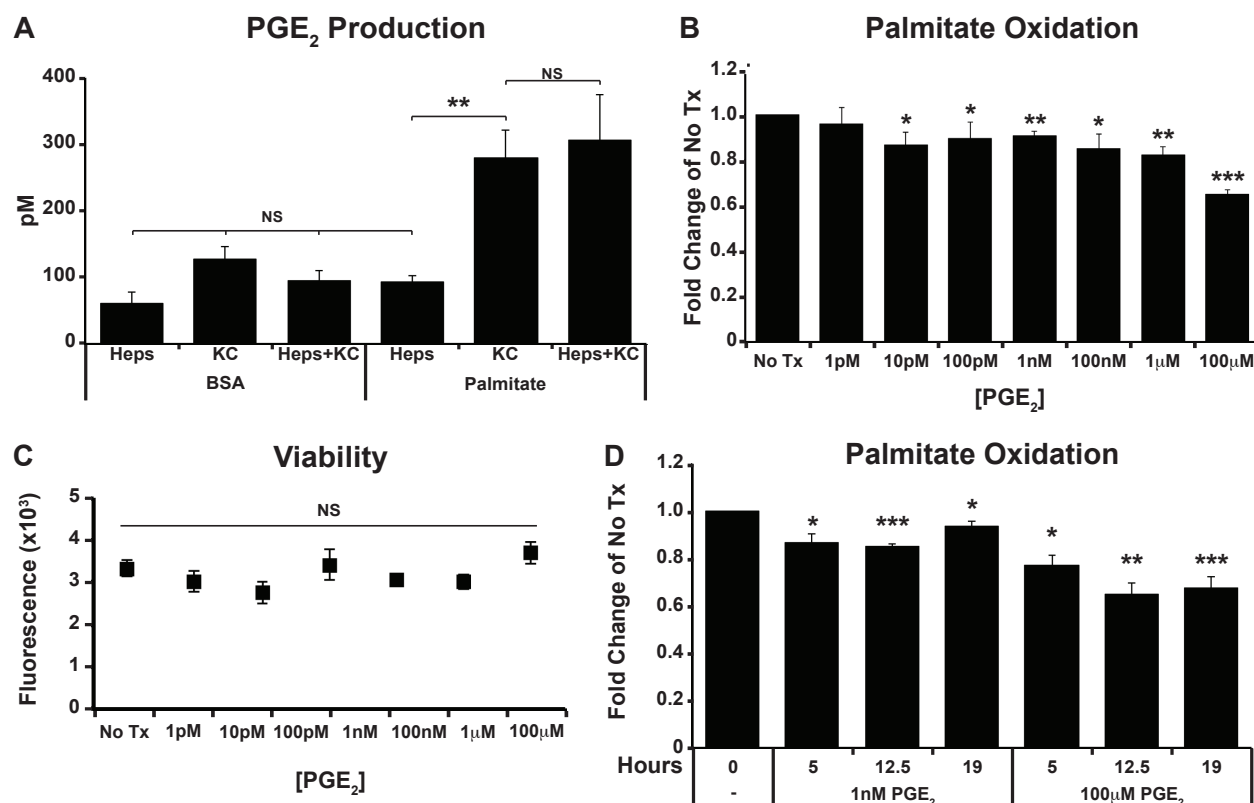 A
PGE₂ Production
pM
400
300
200
100
0
NS
**
NS
Heps KC Heps+KC Heps KC Heps+KC
BSA Palmitate
B
Palmitate Oxidation
Fold Change of No Tx
1.2
1.0
0.8
0.6
0.4
0.2
0
* * ** * ** ***
No Tx 1pM 10pM 100pM 1nM 100nM 1μM 100μM
[PGE₂]
C
Viability
Fluorescence (x10³)
5
4
3
2
1
0
NS
No Tx 1pM 10pM 100pM 1nM 100nM 1μM 100μM
[PGE₂]
D
Palmitate Oxidation
Fold Change of No Tx
1.2
1.0
0.8
0.6
0.4
0.2
0
* *** * * ** ***
Hours 0 5 12.5 19 5 12.5 19
- 1nM PGE₂ 100μM PGE₂